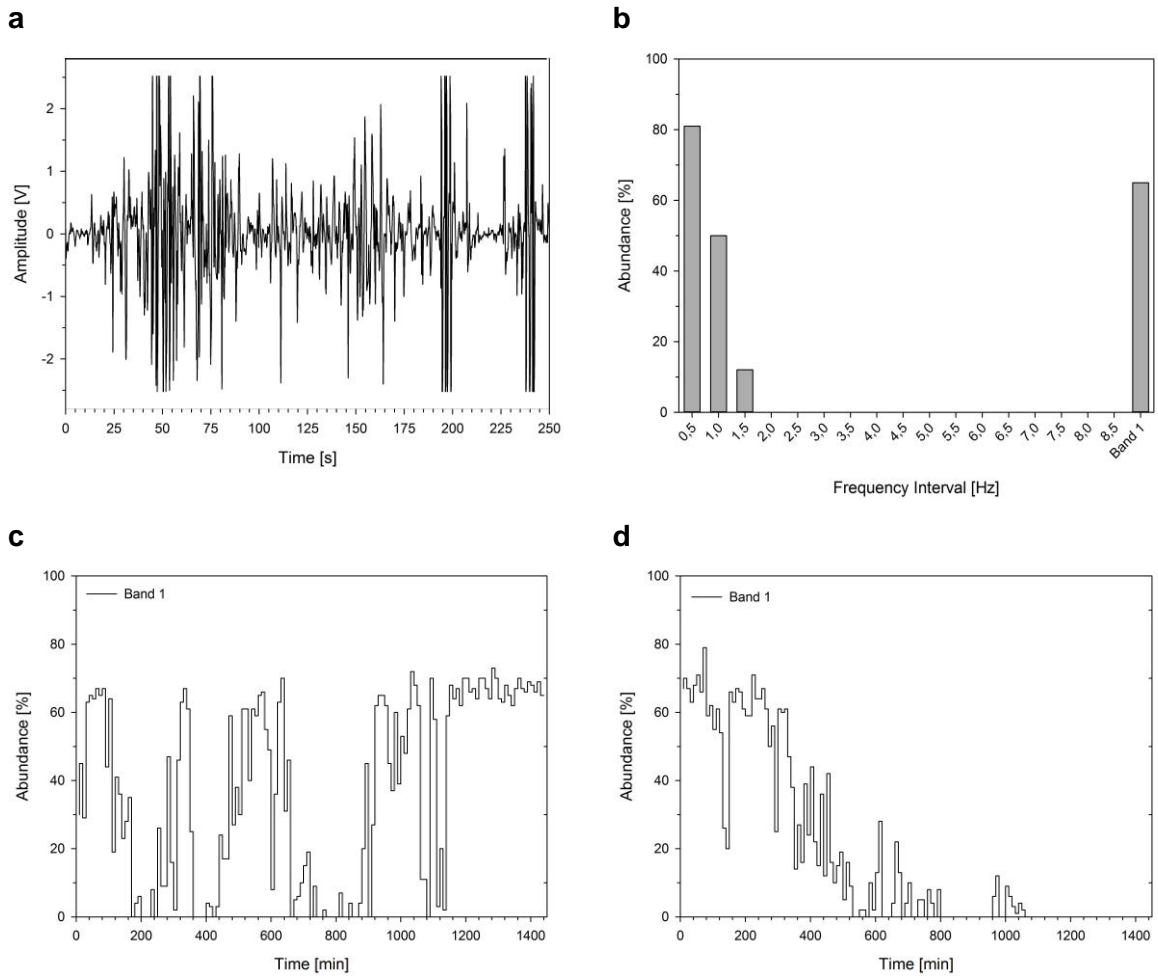 a
2
1
0
-1
-2
Amplitude [V]
0 25 50 75 100 125 150 175 200 225 250
Time [s]
b
100
80
60
40
20
0
Abundance [%]
0,5 1,0 1,5 2,0 2,5 3,0 3,5 4,0 4,5 5,0 5,5 6,0 6,5 7,0 7,5 8,0 8,5 Band 1
Frequency Interval [Hz]
c
Band 1
100
80
60
40
20
0
Abundance [%]
0 200 400 600 800 1000 1200 1400
Time [min]
d
Band 1
100
80
60
40
20
0
Abundance [%]
0 200 400 600 800 1000 1200 1400
Time [min]